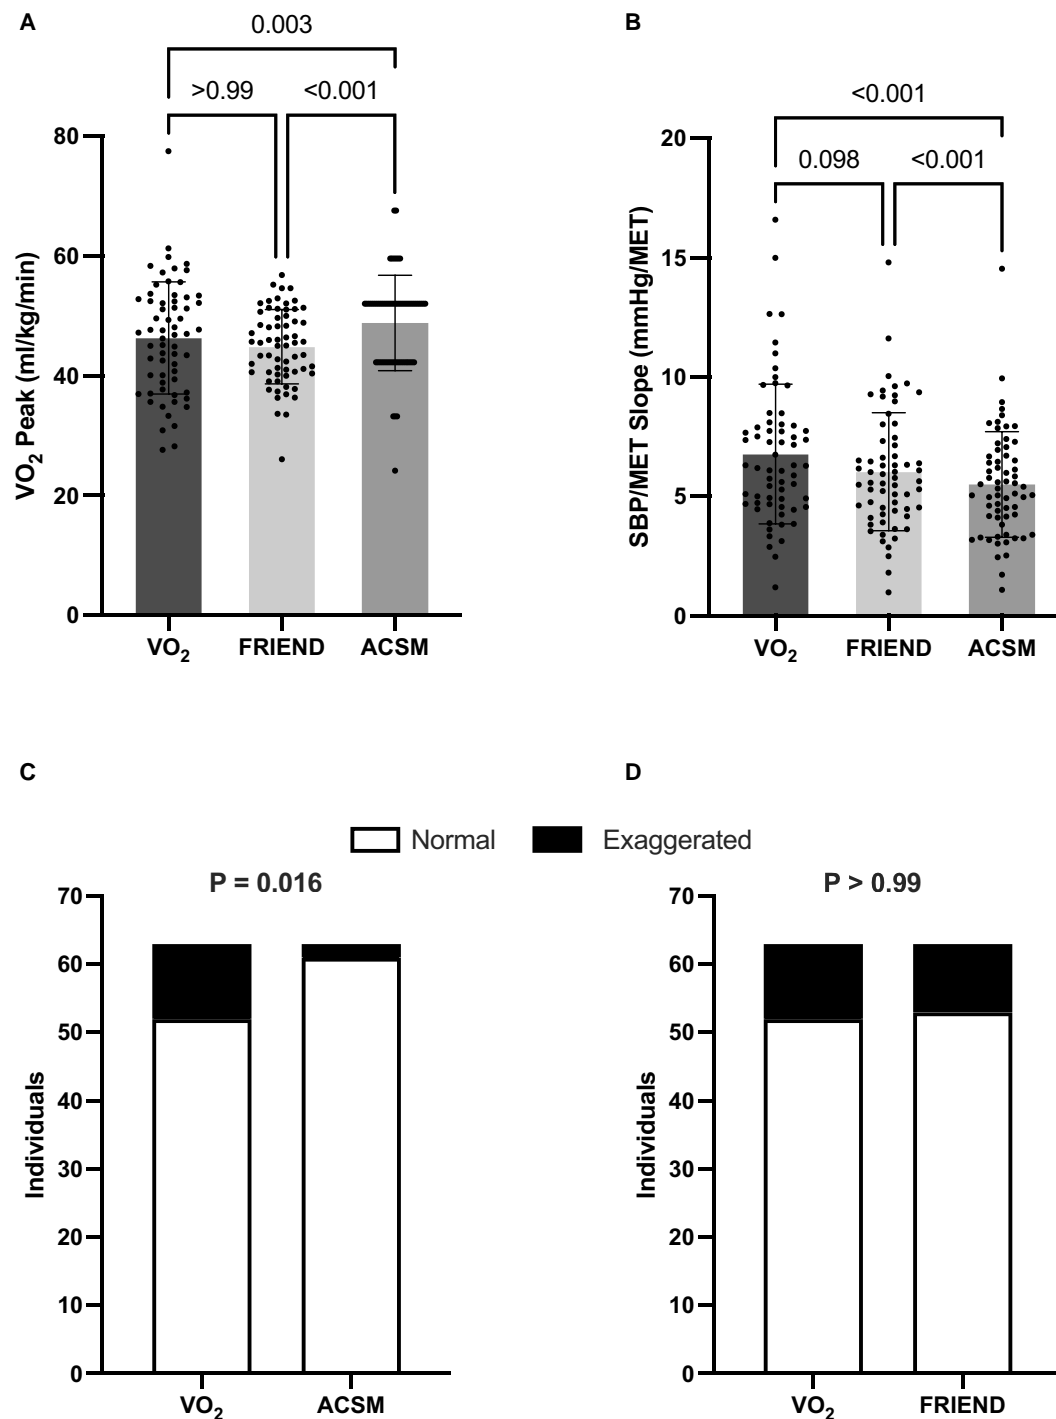 A
0.003
>0.99
<0.001
80
60
40
20
0
VO2 Peak (ml/kg/min)
VO2
FRIEND
ACSM
B
<0.001
0.098
<0.001
20
15
10
5
0
SBP/MET Slope (mmHg/MET)
VO2
FRIEND
ACSM
C
D
Normal
Exaggerated
P = 0.016
70
60
50
40
30
20
10
0
Individuals
VO2
ACSM
P > 0.99
70
60
50
40
30
20
10
0
Individuals
VO2
FRIEND